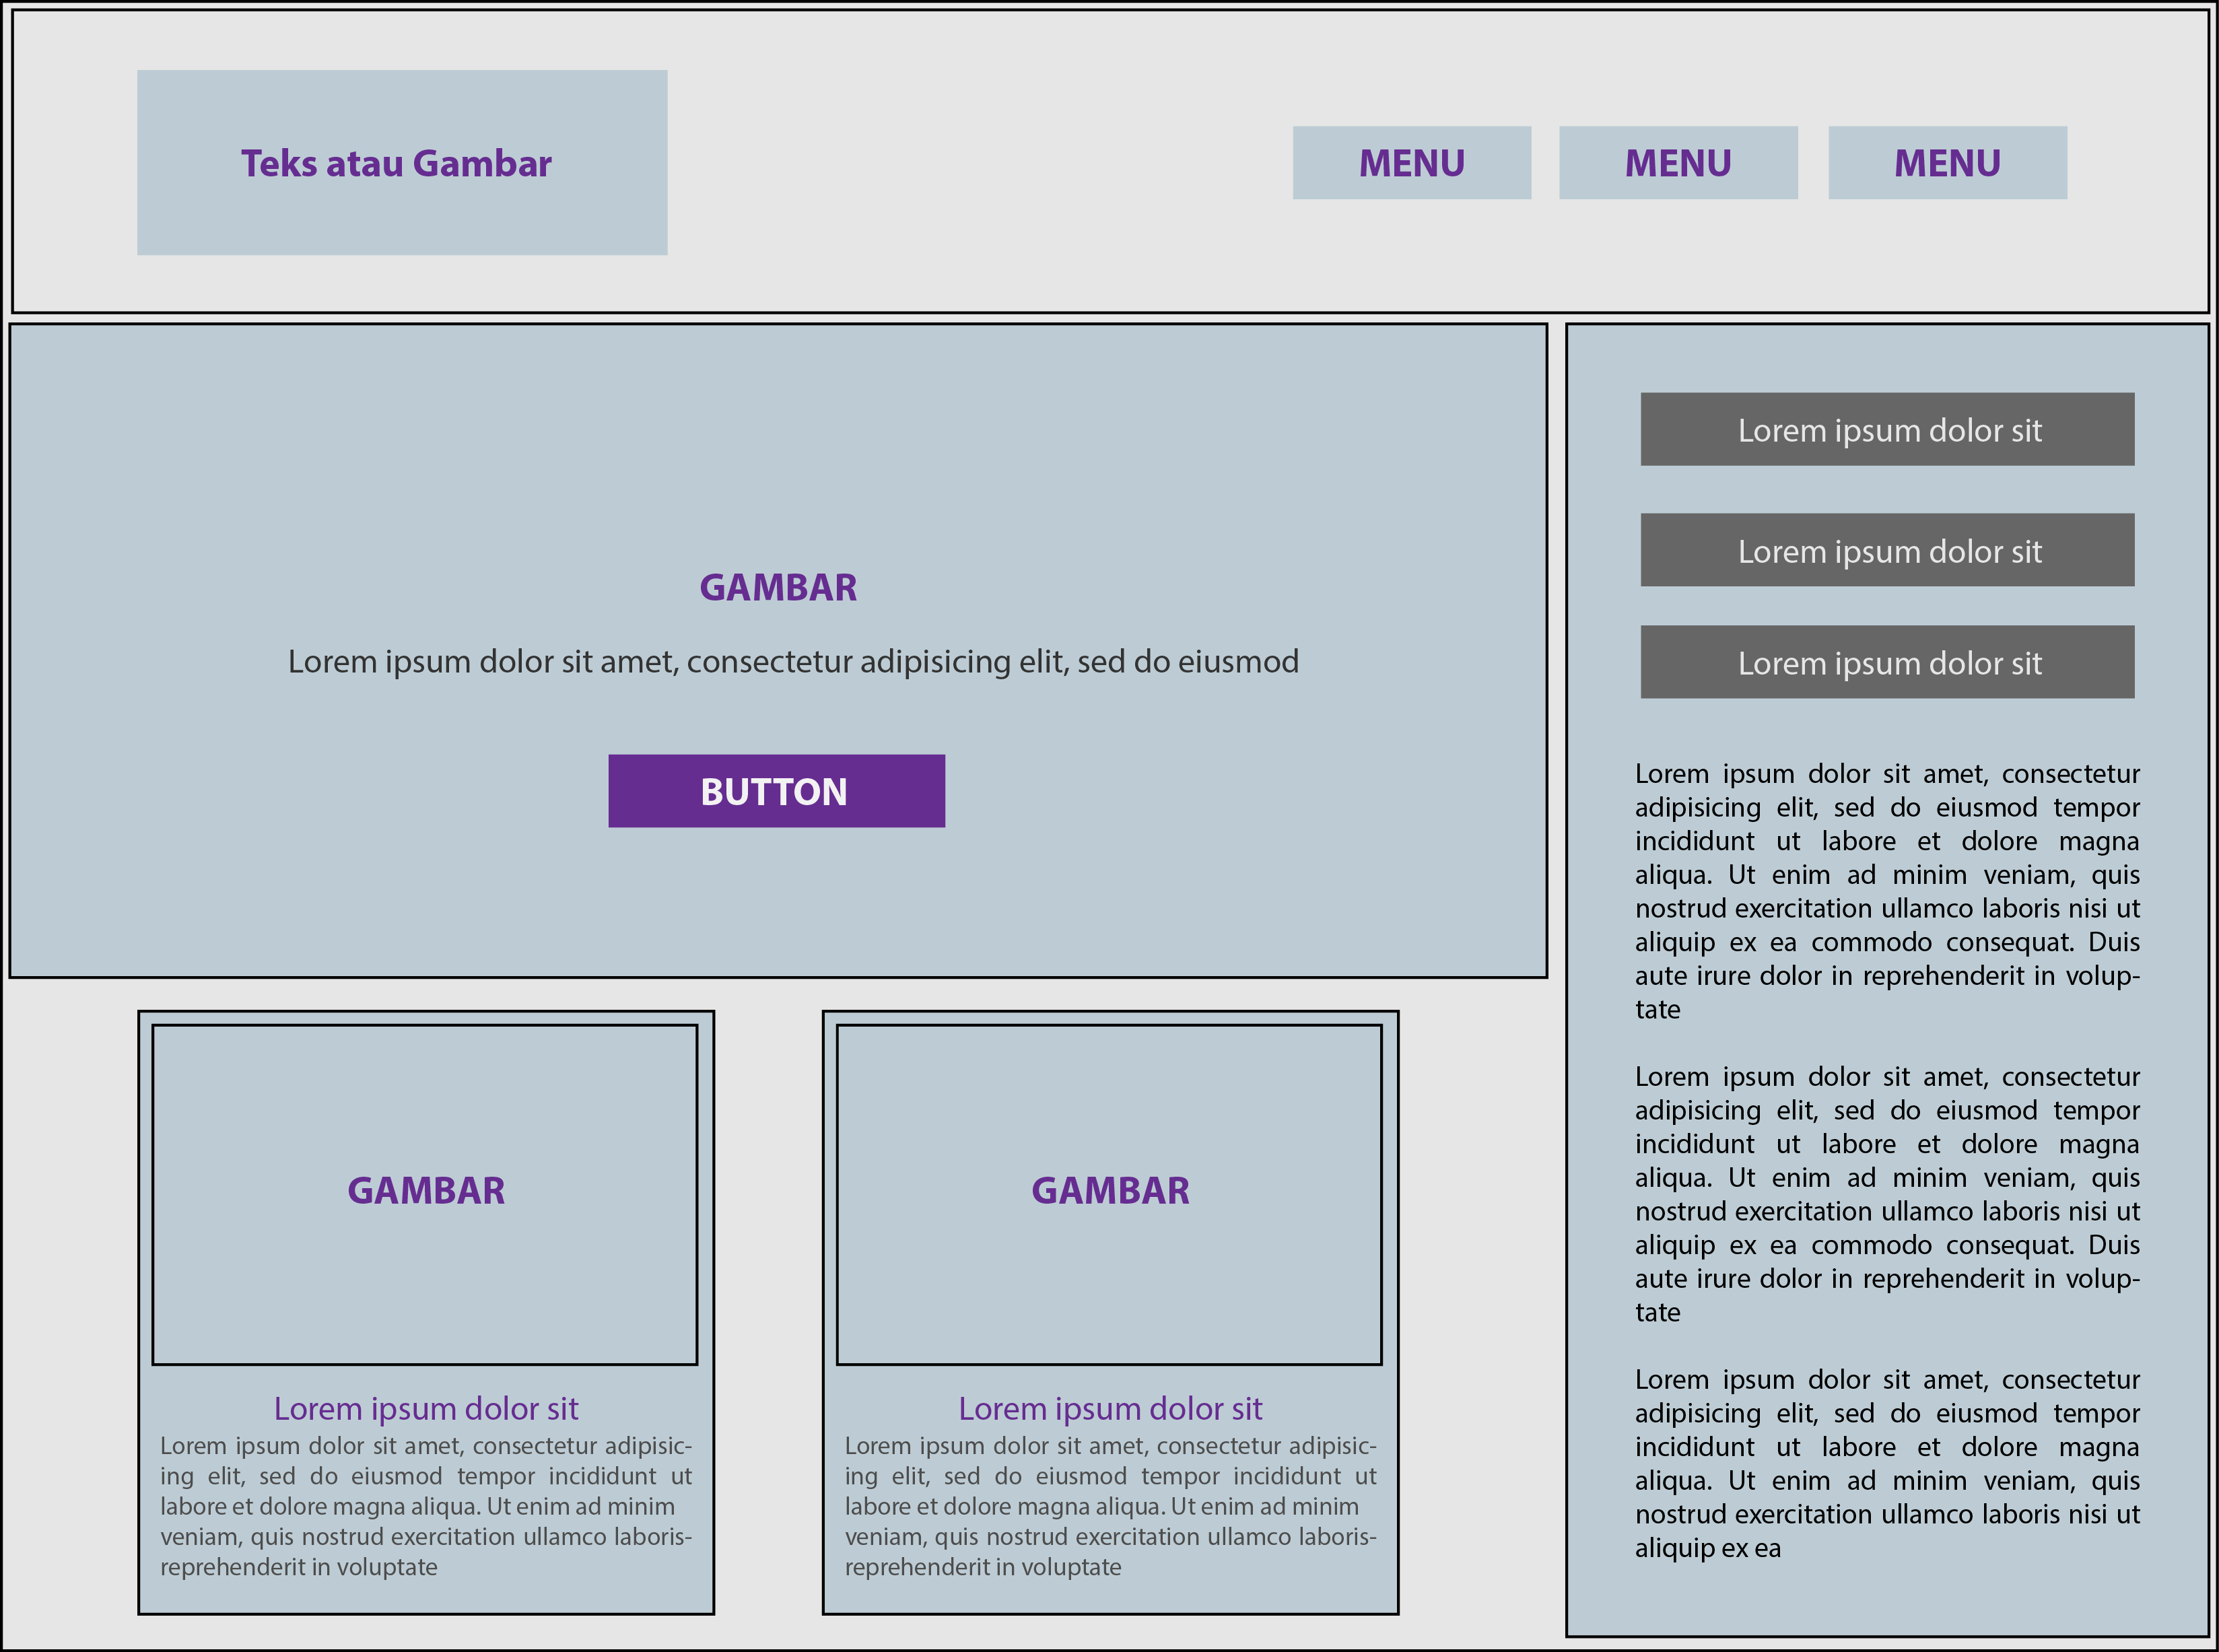 Teks atau Gambar
MENU
MENU
MENU
GAMBAR
Lorem ipsum dolor sit amet, consectetur adipisicing elit, sed do eiusmod
BUTTON
GAMBAR
Lorem ipsum dolor sit
Lorem ipsum dolor sit amet, consectetur adipisic-
ing elit, sed do eiusmod tempor incididunt ut
labore et dolore magna aliqua. Ut enim ad minim
veniam, quis nostrud exercitation ullamco laboris-
reprehenderit in voluptate
GAMBAR
Lorem ipsum dolor sit
Lorem ipsum dolor sit amet, consectetur adipisic-
ing elit, sed do eiusmod tempor incididunt ut
labore et dolore magna aliqua. Ut enim ad minim
veniam, quis nostrud exercitation ullamco laboris-
reprehenderit in voluptate
Lorem ipsum dolor sit
Lorem ipsum dolor sit
Lorem ipsum dolor sit
Lorem ipsum dolor sit amet, consectetur
adipisicing elit, sed do eiusmod tempor
incididunt ut labore et dolore magna
aliqua. Ut enim ad minim veniam, quis
nostrud exercitation ullamco laboris nisi ut
aliquip ex ea commodo consequat. Duis
aute irure dolor in reprehenderit in volup-
tate
Lorem ipsum dolor sit amet, consectetur
adipisicing elit, sed do eiusmod tempor
incididunt ut labore et dolore magna
aliqua. Ut enim ad minim veniam, quis
nostrud exercitation ullamco laboris nisi ut
aliquip ex ea commodo consequat. Duis
aute irure dolor in reprehenderit in volup-
tate
Lorem ipsum dolor sit amet, consectetur
adipisicing elit, sed do eiusmod tempor
incididunt ut labore et dolore magna
aliqua. Ut enim ad minim veniam, quis
nostrud exercitation ullamco laboris nisi ut
aliquip ex ea